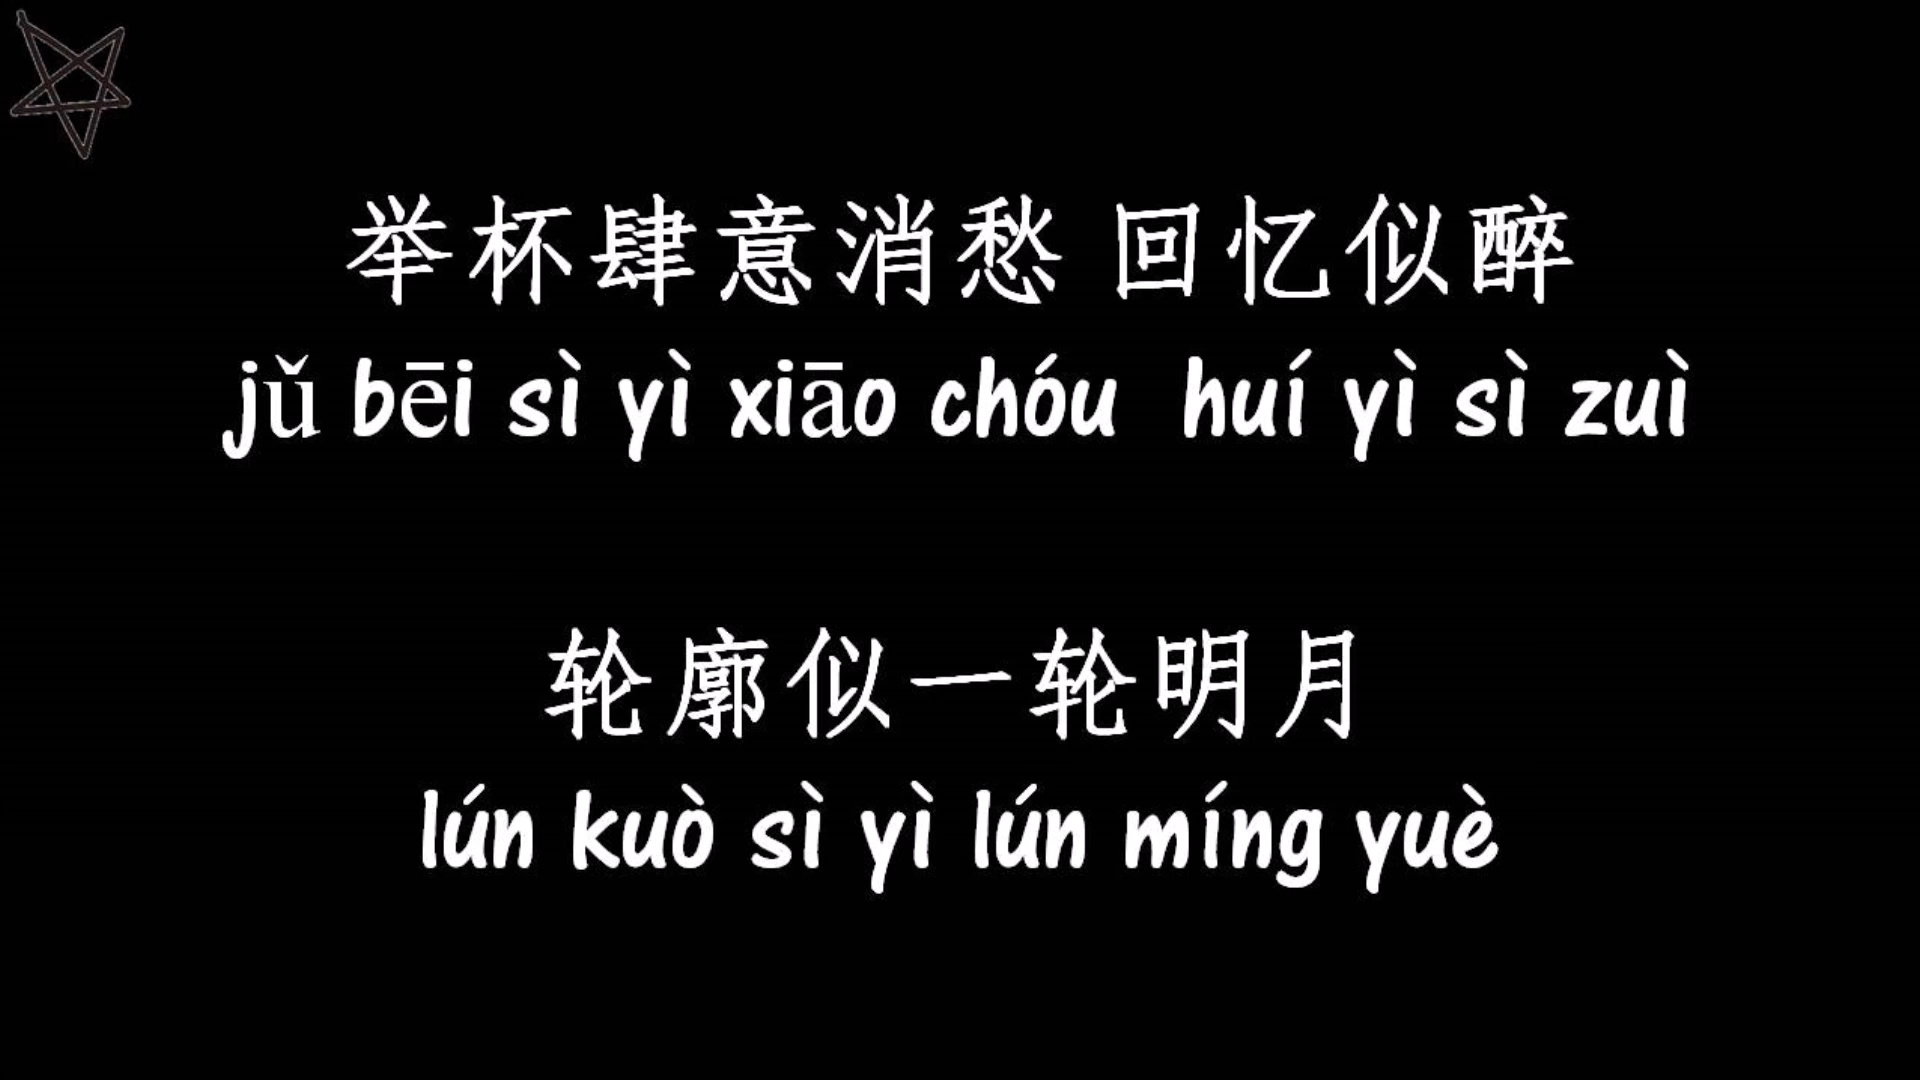 举杯肆意消愁 回忆似醉
jǔ bēi sì yì xiāo chóu  huí yì sì zuì
轮廓似一轮明月
lún kuò sì yì lún míng yuè